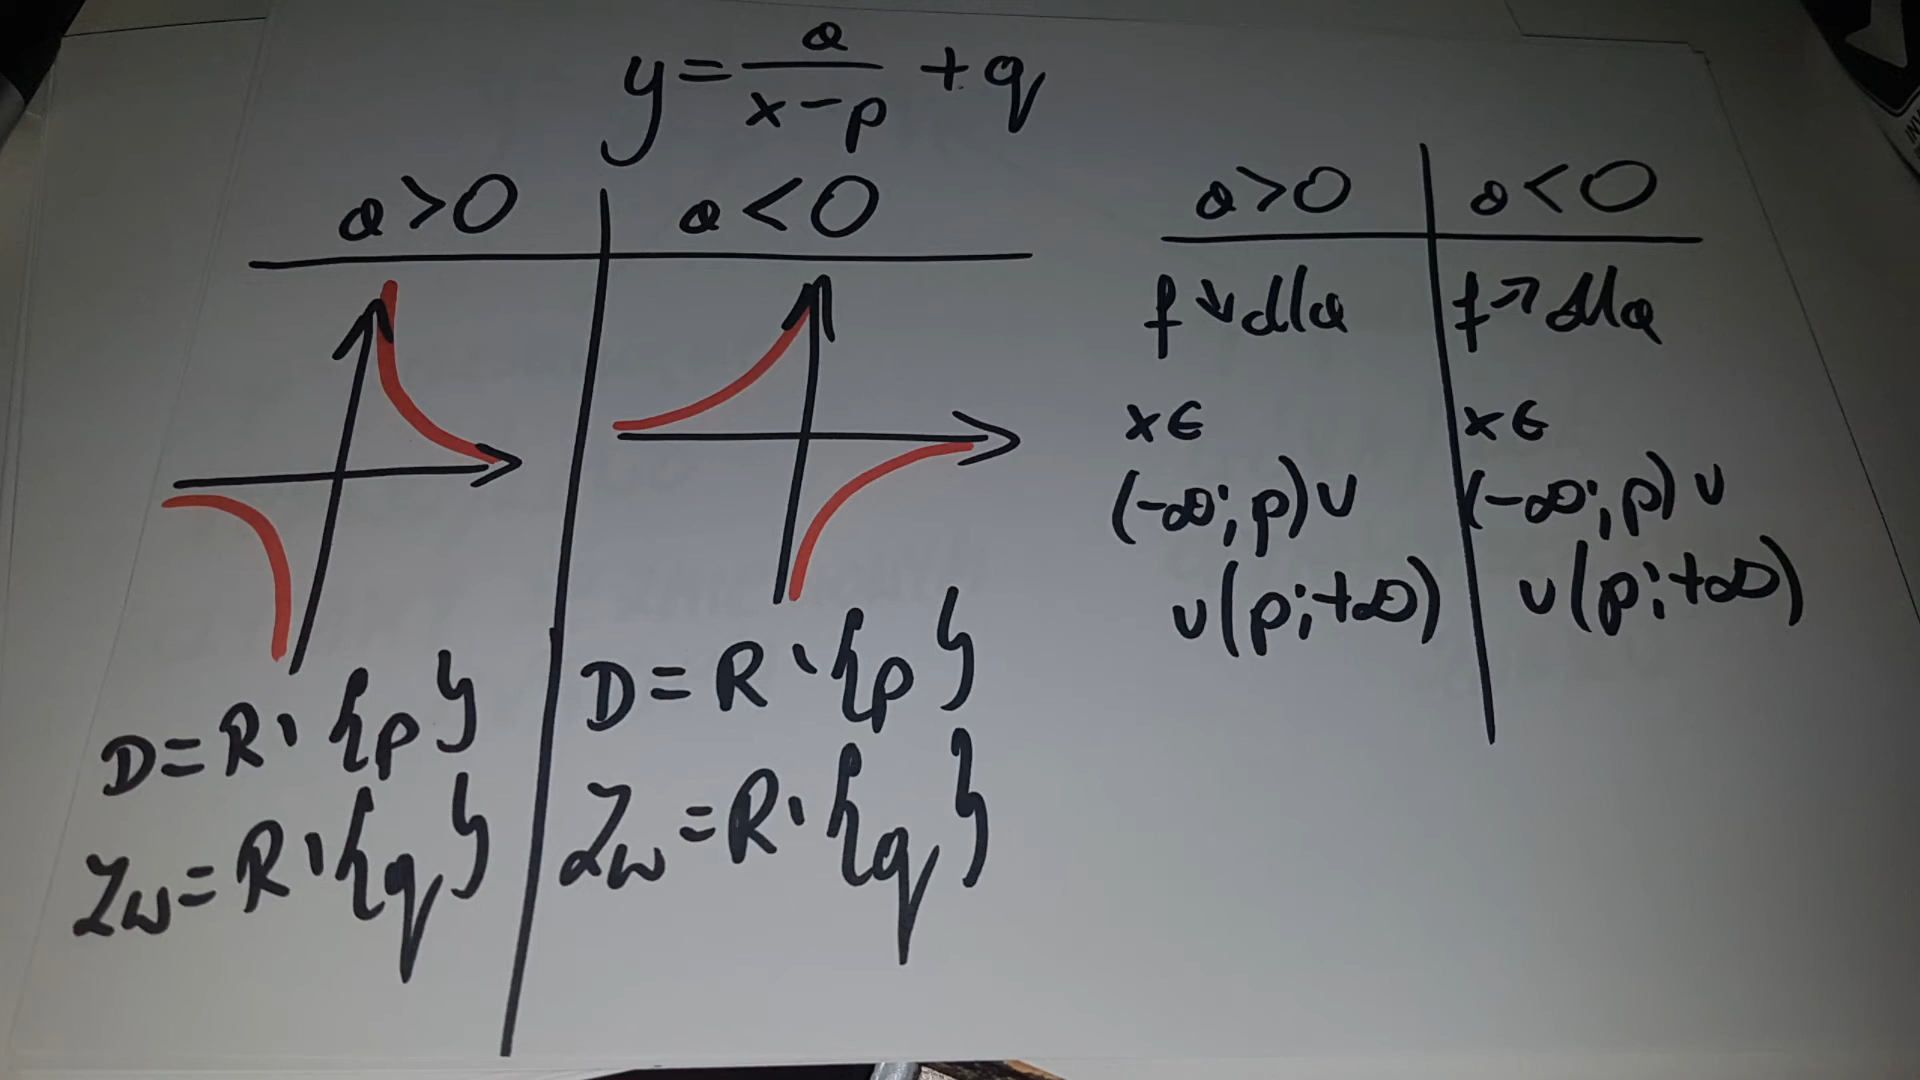 y = a/(x-p) + q
a>0 | a<0
D = R \ {p} | D = R \ {p}
Zw = R \ {q} | Zw = R \ {q}
a>0 | a<0
f ↘ dla | f ↗ dla
x ∈ | x ∈
(-∞; p) ∪ | (-∞; p) ∪
∪ (p; +∞) | ∪ (p; +∞)